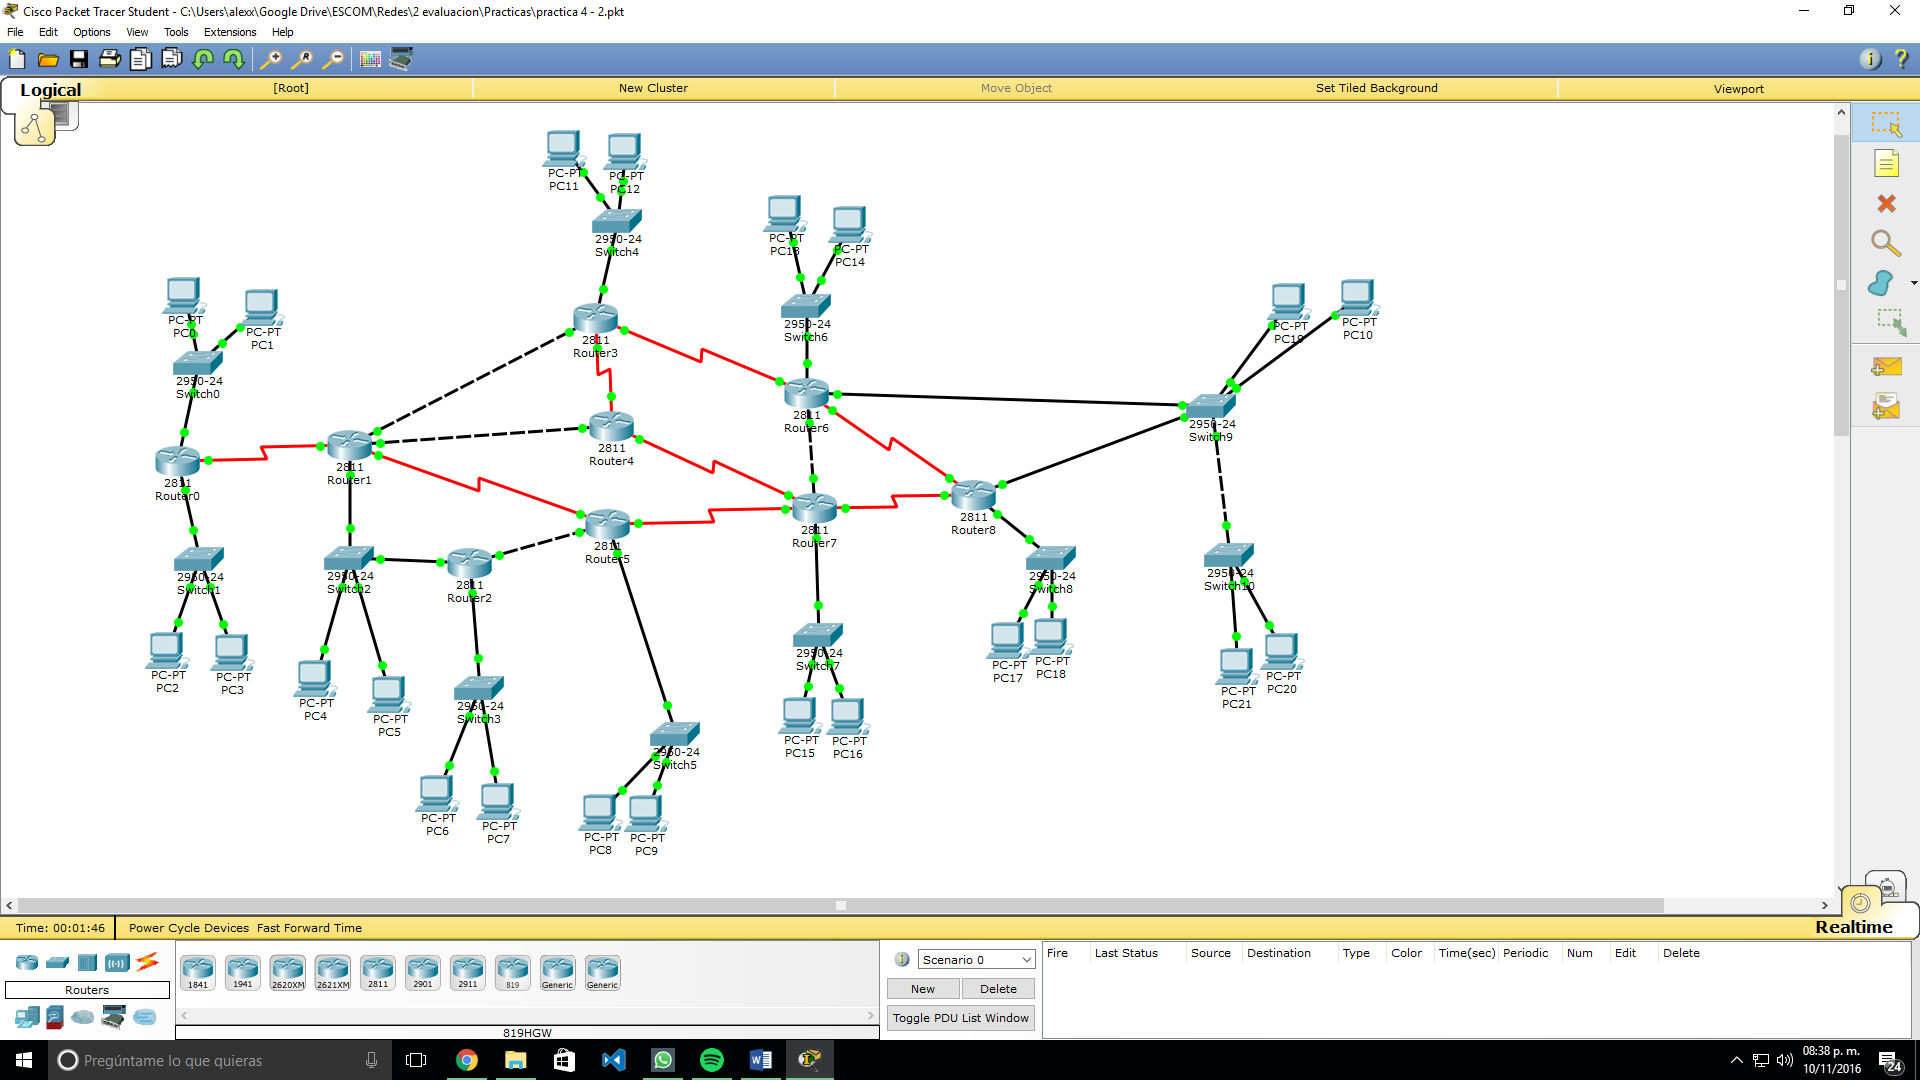 Cisco Packet Tracer Student - C:\Users\alexx\Google Drive\ESCOM\Redes\2 evaluacion\Practicas\practica 4 - 2.pkt
File Edit Options View Tools Extensions Help
Logical [Root] New Cluster Move Object Set Tiled Background Viewport
PC-PT
PC11
PC-PT
PC12
2950-24
Switch4
PC-PT
PC13
PC-PT
PC14
2950-24
Switch6
PC-PT
PC0
PC-PT
PC1
2950-24
Switch0
2811
Router3
PC-PT
PC19
PC-PT
PC10
2811
Router6
2950-24
Switch9
2811
Router0
2811
Router1
2811
Router4
2811
Router7
2811
Router8
2811
Router5
2950-24
Switch1
2950-24
Switch2
2811
Router2
2950-24
Switch8
2950-24
Switch10
PC-PT
PC2
PC-PT
PC3
PC-PT
PC4
PC-PT
PC5
2950-24
Switch3
2950-24
Switch7
PC-PT
PC17
PC-PT
PC18
PC-PT
PC21
PC-PT
PC20
2950-24
Switch5
PC-PT
PC15
PC-PT
PC16
PC-PT
PC6
PC-PT
PC7
PC-PT
PC8
PC-PT
PC9
Time: 00:01:46 Power Cycle Devices Fast Forward Time Realtime
Routers
1841 1941 2620XM 2621XM 2811 2901 2911 819 Generic Generic
819HGW
Scenario 0
New Delete
Toggle PDU List Window
Fire Last Status Source Destination Type Color Time(sec) Periodic Num Edit Delete
Pregúntame lo que quieras
08:38 p. m.
10/11/2016
24